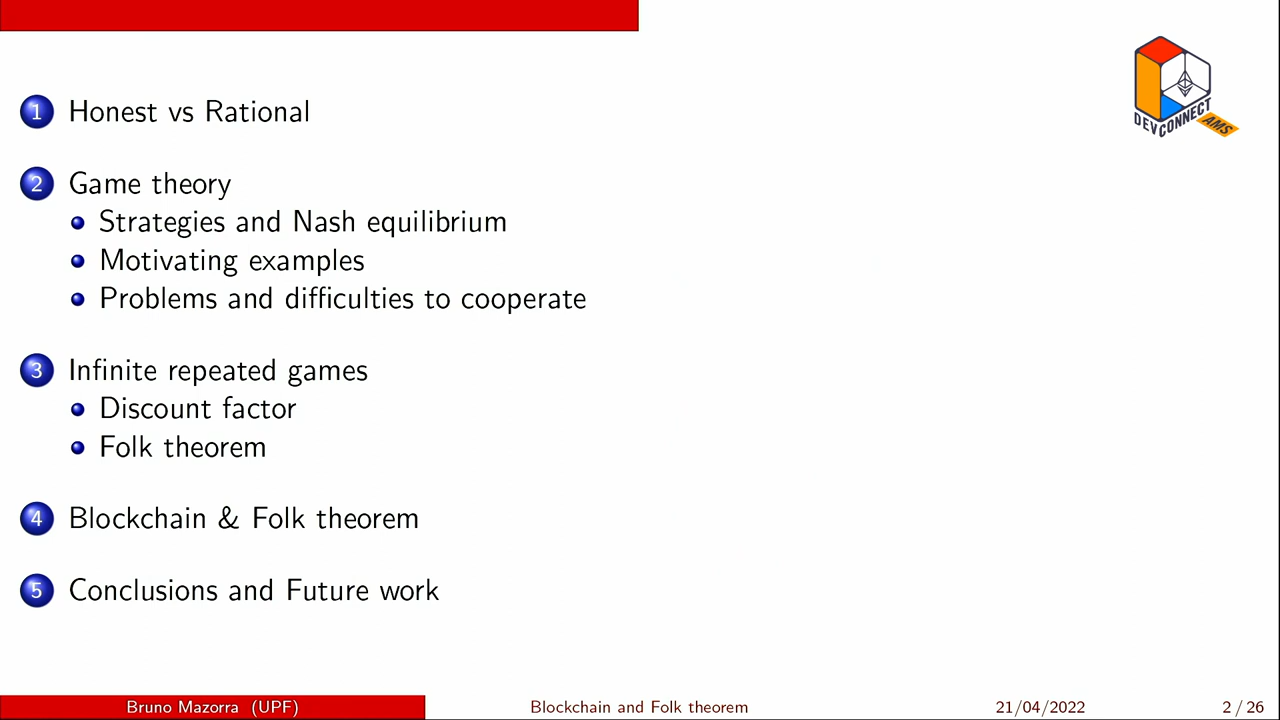 DEVCONNECT
AMS
1 Honest vs Rational
2 Game theory
Strategies and Nash equilibrium
Motivating examples
Problems and difficulties to cooperate
3 Infinite repeated games
Discount factor
Folk theorem
4 Blockchain & Folk theorem
5 Conclusions and Future work
Bruno Mazorra (UPF) Blockchain and Folk theorem 21/04/2022 2 / 26